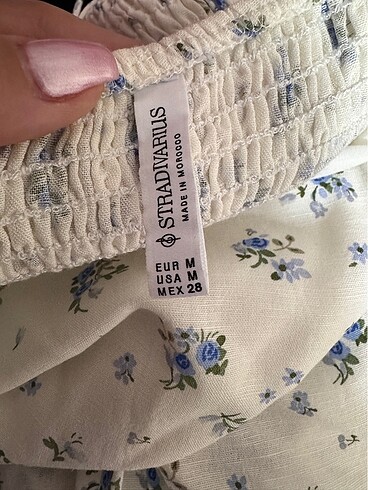 STRADIVARIUS
MADE IN MOROCCO
EUR M
USA M
MEX 28